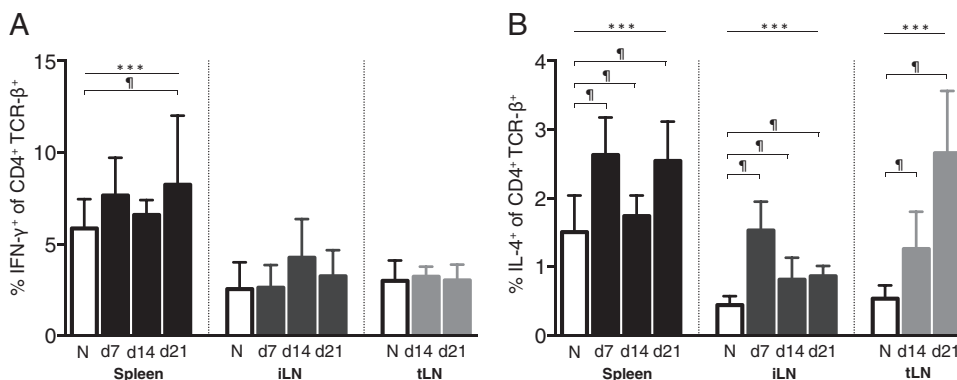 A
% IFN-γ⁺ of CD4⁺ TCR-β⁺
15
10
5
0
***
¶
N d7 d14 d21 N d7 d14 d21 N d14 d21
Spleen iLN tLN
B
% IL-4⁺ of CD4⁺ TCR-β⁺
4
3
2
1
0
*** *** ***
¶
¶
¶
¶
¶
¶
¶
¶
N d7 d14 d21 N d7 d14 d21 N d14 d21
Spleen iLN tLN